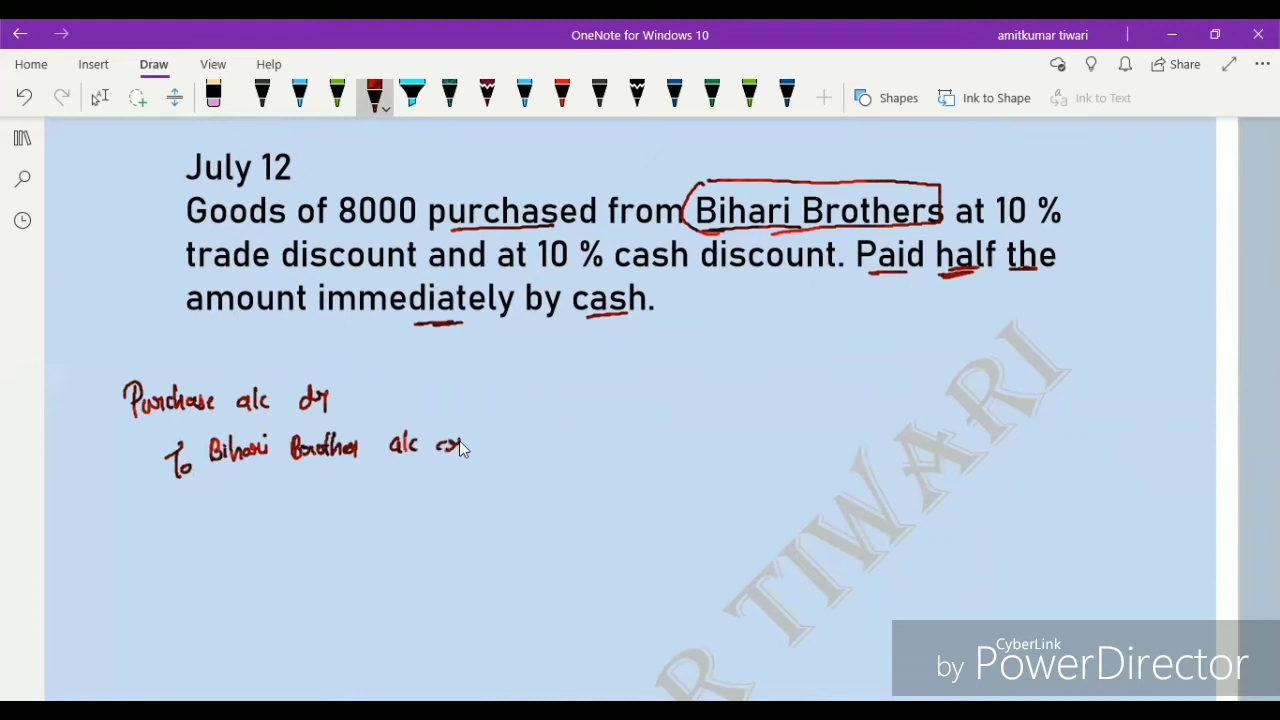 OneNote for Windows 10
amitkumar tiwari
Home Insert Draw View Help
Share
Shapes
Ink to Shape
Ink to Text
July 12
Goods of 8000 purchased from Bihari Brothers at 10 %
trade discount and at 10 % cash discount. Paid half the
amount immediately by cash.
Purchase a/c dr
To Bihari Brother a/c
R TIWARI
CyberLink
by PowerDirector